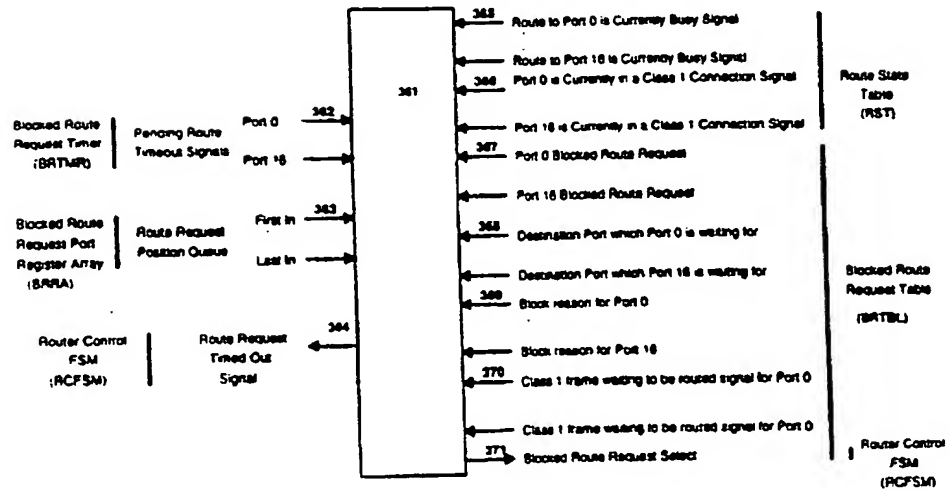 365
Route to Port 0 is Currently Busy Signal
Route to Port 16 is Currently Busy Signal
366
Port 0 is Currently in a Class 1 Connection Signal
Port 16 is Currently in a Class 1 Connection Signal
Route State
Table
(RST)
361
Blocked Route
Request Timer
(BRTMR)
Pending Route
Timeout Signals
Port 0
362
Port 16
367
Port 0 Blocked Route Request
Port 16 Blocked Route Request
Blocked Route
Request Port
Register Array
(BRRA)
Route Request
Position Queue
First In
363
Last In
368
Destination Port which Port 0 is waiting for
Destination Port which Port 16 is waiting for
369
Block reason for Port 0
Block reason for Port 16
Blocked Route
Request Table
(BRTBL)
Router Control
FSM
(RCFSM)
Route Request
Timed Out
Signal
364
370
Class 1 frame waiting to be routed signal for Port 0
Class 1 frame waiting to be routed signal for Port 0
371
Blocked Route Request Select
Router Control
FSM
(RCFSM)